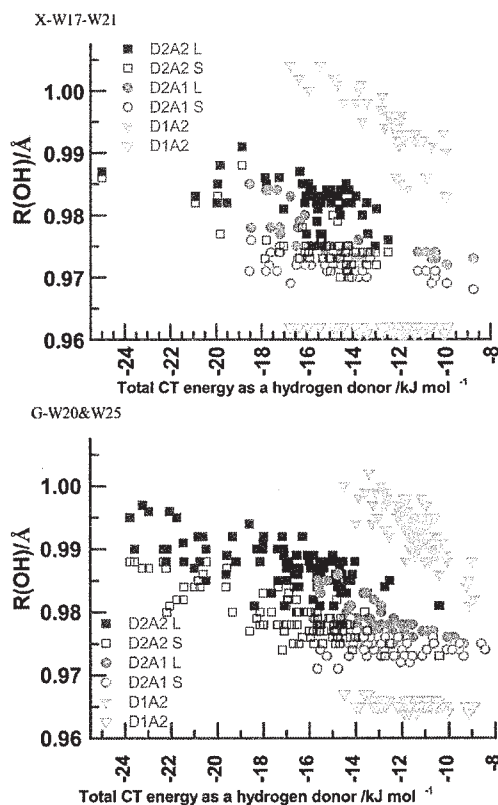 X-W17-W21
D2A2 L
D2A2 S
D2A1 L
D2A1 S
D1A2
D1A2
R(OH)/Å
1.00
0.99
0.98
0.97
0.96
-24
-22
-20
-18
-16
-14
-12
-10
-8
Total CT energy as a hydrogen donor /kJ mol -1
G-W20&W25
R(OH)/Å
1.00
0.99
0.98
0.97
0.96
D2A2 L
D2A2 S
D2A1 L
D2A1 S
D1A2
D1A2
-24
-22
-20
-18
-16
-14
-12
-10
-8
Total CT energy as a hydrogen donor /kJ mol -1